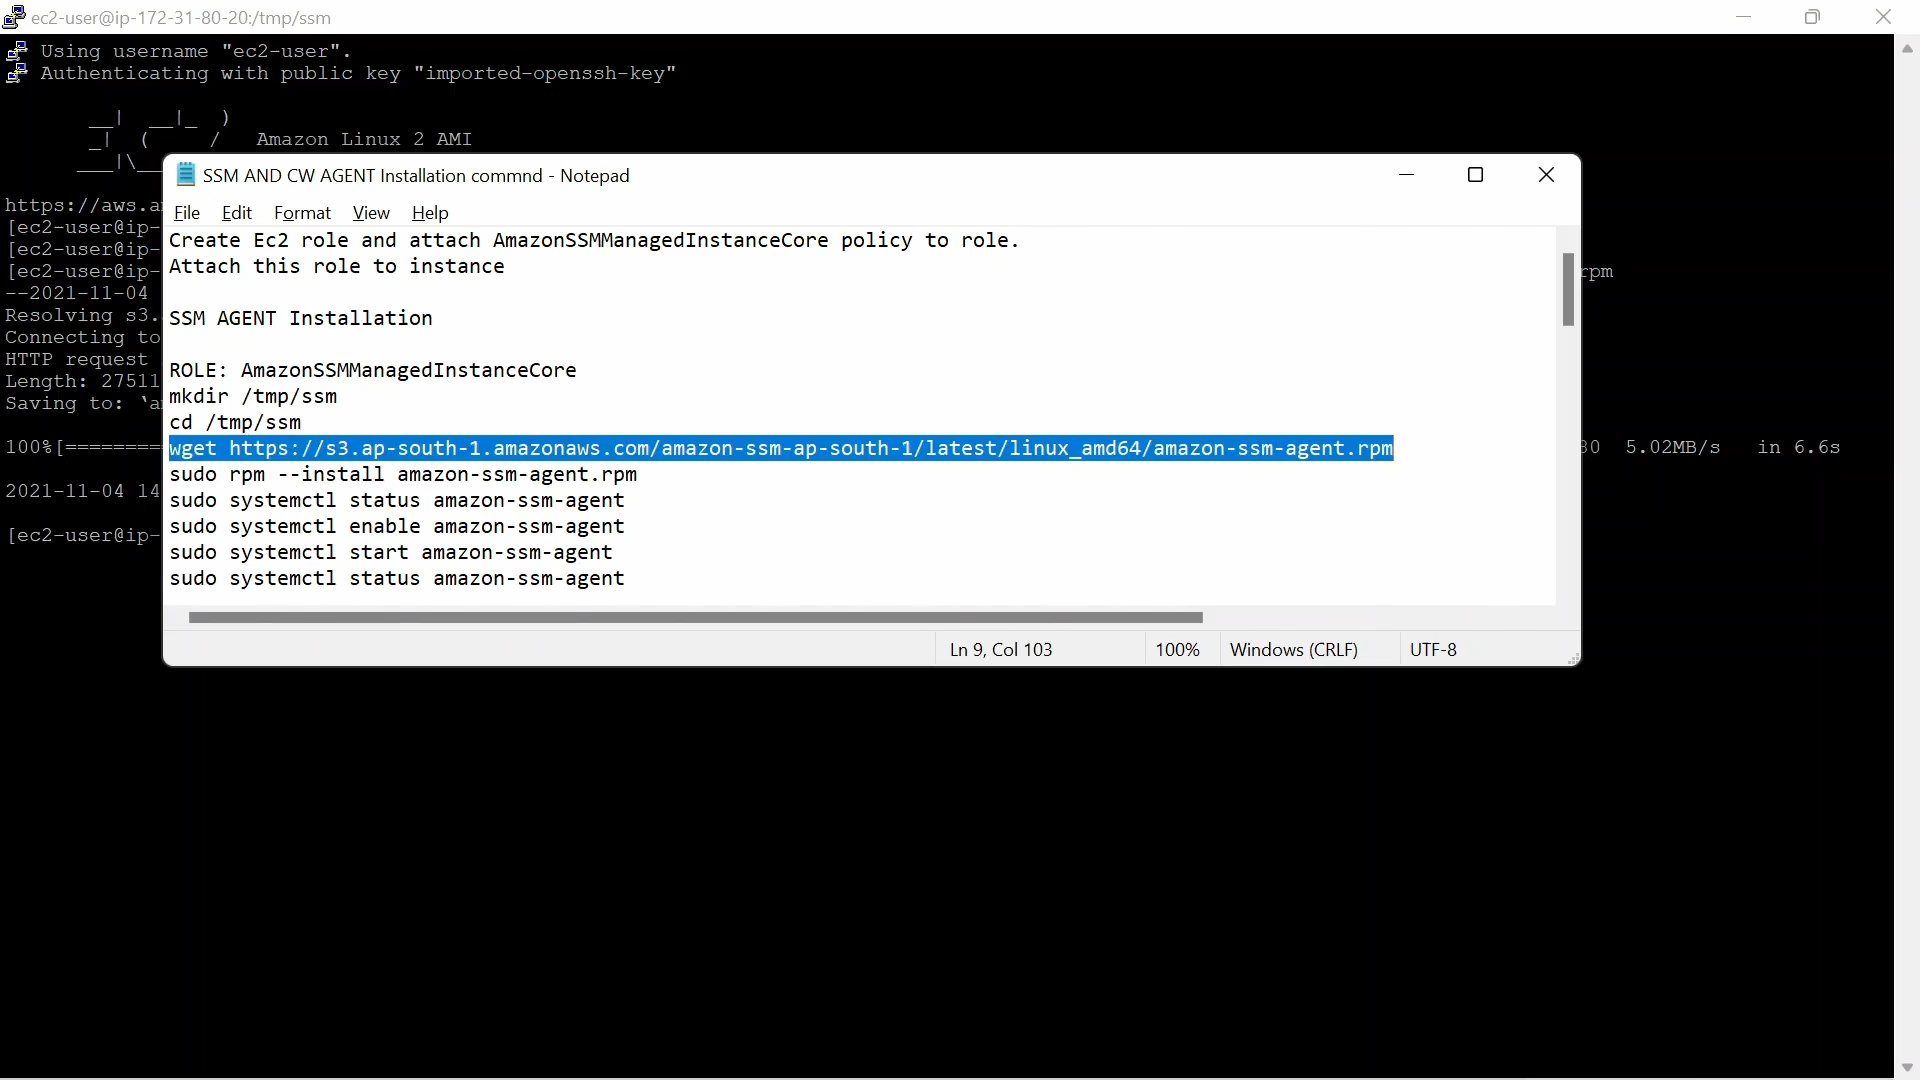 ec2-user@ip-172-31-80-20:/tmp/ssm
Using username "ec2-user".
Authenticating with public key "imported-openssh-key"
__| __|_ )
_| ( / Amazon Linux 2 AMI
___|\__
https://aws.a
[ec2-user@ip-
[ec2-user@ip-
[ec2-user@ip- rpm
--2021-11-04
Resolving s3.
Connecting to
HTTP request
Length: 27511
Saving to: ‘a
100%[======== 5.02MB/s in 6.6s
2021-11-04 14
[ec2-user@ip-
SSM AND CW AGENT Installation commnd - Notepad
File Edit Format View Help
Create Ec2 role and attach AmazonSSMManagedInstanceCore policy to role.
Attach this role to instance
SSM AGENT Installation
ROLE: AmazonSSMManagedInstanceCore
mkdir /tmp/ssm
cd /tmp/ssm
wget https://s3.ap-south-1.amazonaws.com/amazon-ssm-ap-south-1/latest/linux_amd64/amazon-ssm-agent.rpm
sudo rpm --install amazon-ssm-agent.rpm
sudo systemctl status amazon-ssm-agent
sudo systemctl enable amazon-ssm-agent
sudo systemctl start amazon-ssm-agent
sudo systemctl status amazon-ssm-agent
Ln 9, Col 103 100% Windows (CRLF) UTF-8